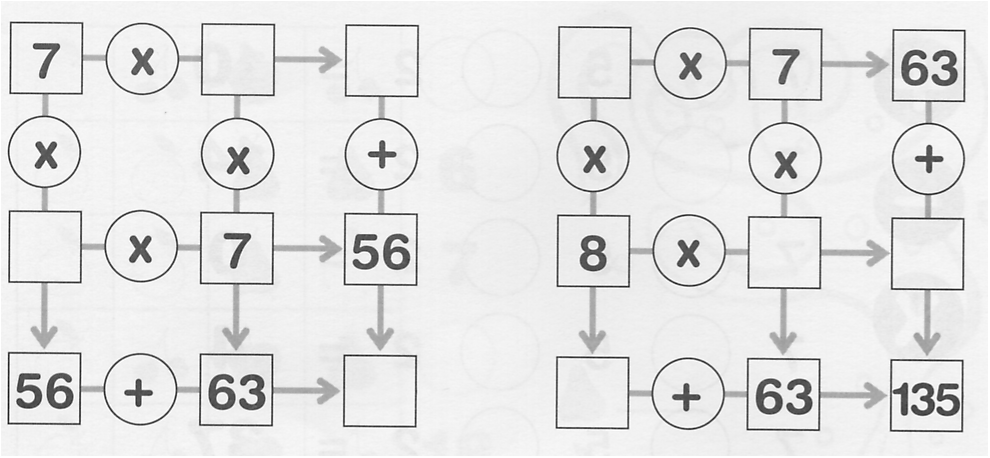 7 x
x x +
x 7 56
56 + 63
x 7 63
x x +
8 x
+ 63 135